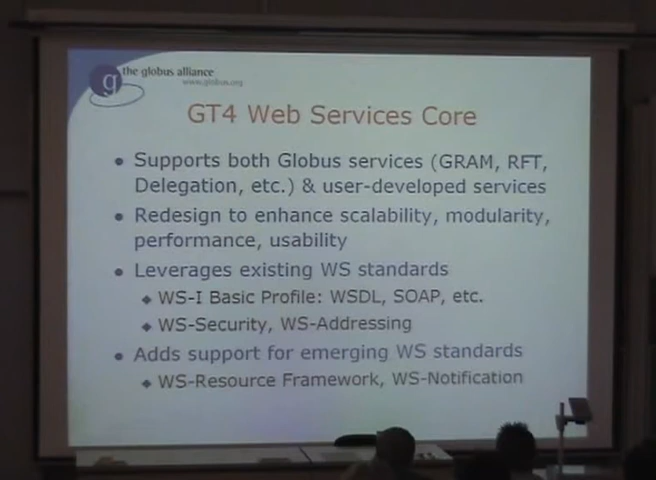 the globus alliance
www.globus.org
g
GT4 Web Services Core
• Supports both Globus services (GRAM, RFT,
Delegation, etc.) & user-developed services
• Redesign to enhance scalability, modularity,
performance, usability
• Leverages existing WS standards
◆ WS-I Basic Profile: WSDL, SOAP, etc.
◆ WS-Security, WS-Addressing
• Adds support for emerging WS standards
◆ WS-Resource Framework, WS-Notification